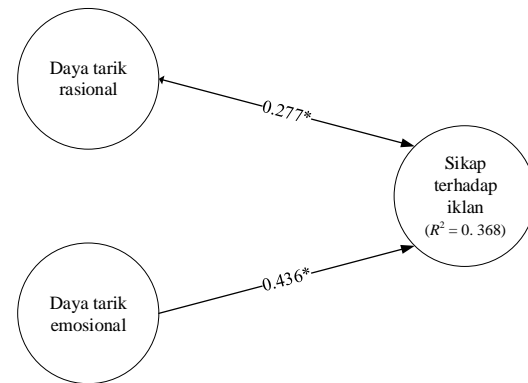 Daya tarik
rasional
0.277*
Sikap
terhadap
iklan
(R² = 0. 368)
0.436*
Daya tarik
emosional